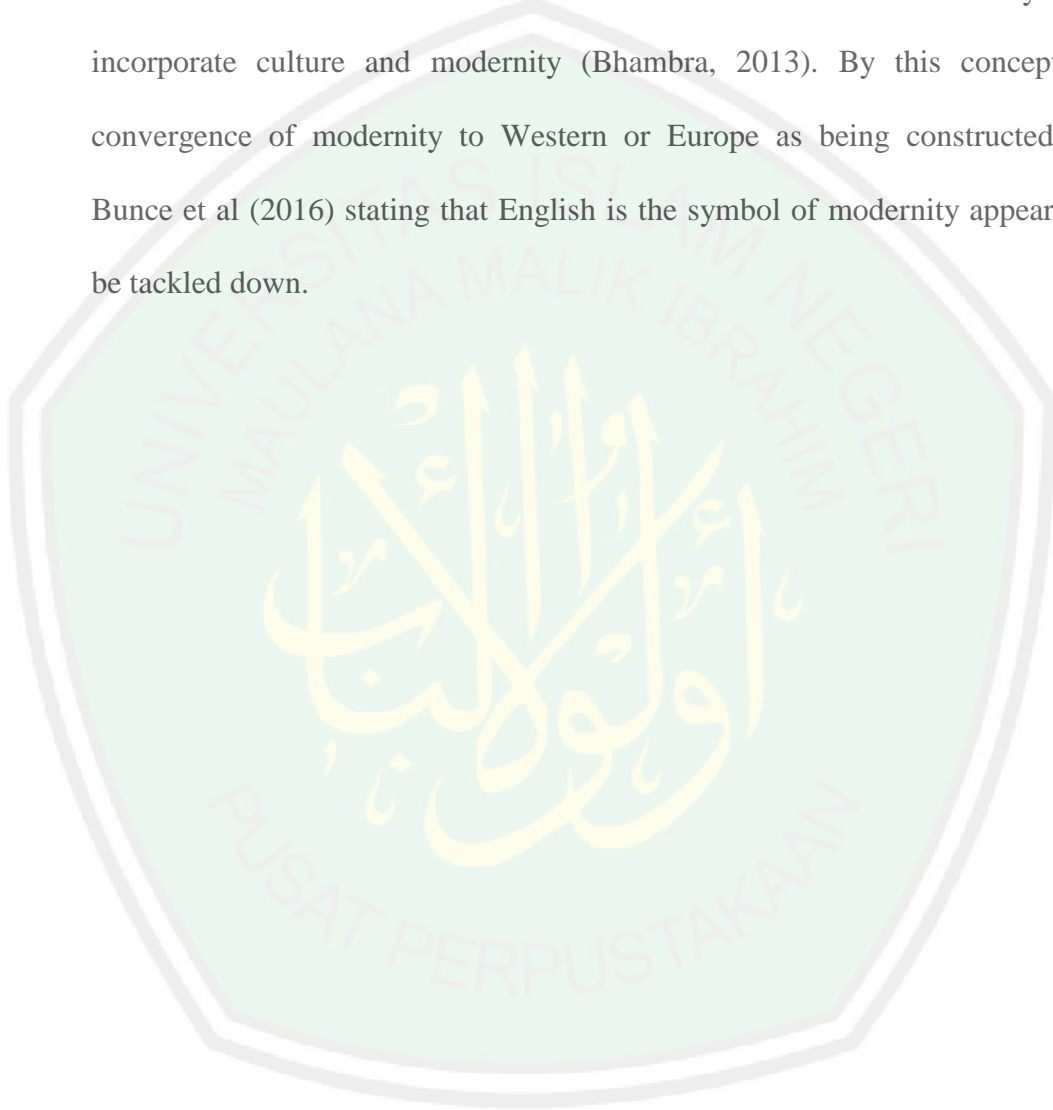 incorporate culture and modernity (Bhambra, 2013). By this concept
convergence of modernity to Western or Europe as being constructed
Bunce et al (2016) stating that English is the symbol of modernity appear
be tackled down.
UNIVERSITAS ISLAM NEGERI
MAULANA MALIK IBRAHIM
أولوا الألباب
PUSAT PERPUSTAKAAN